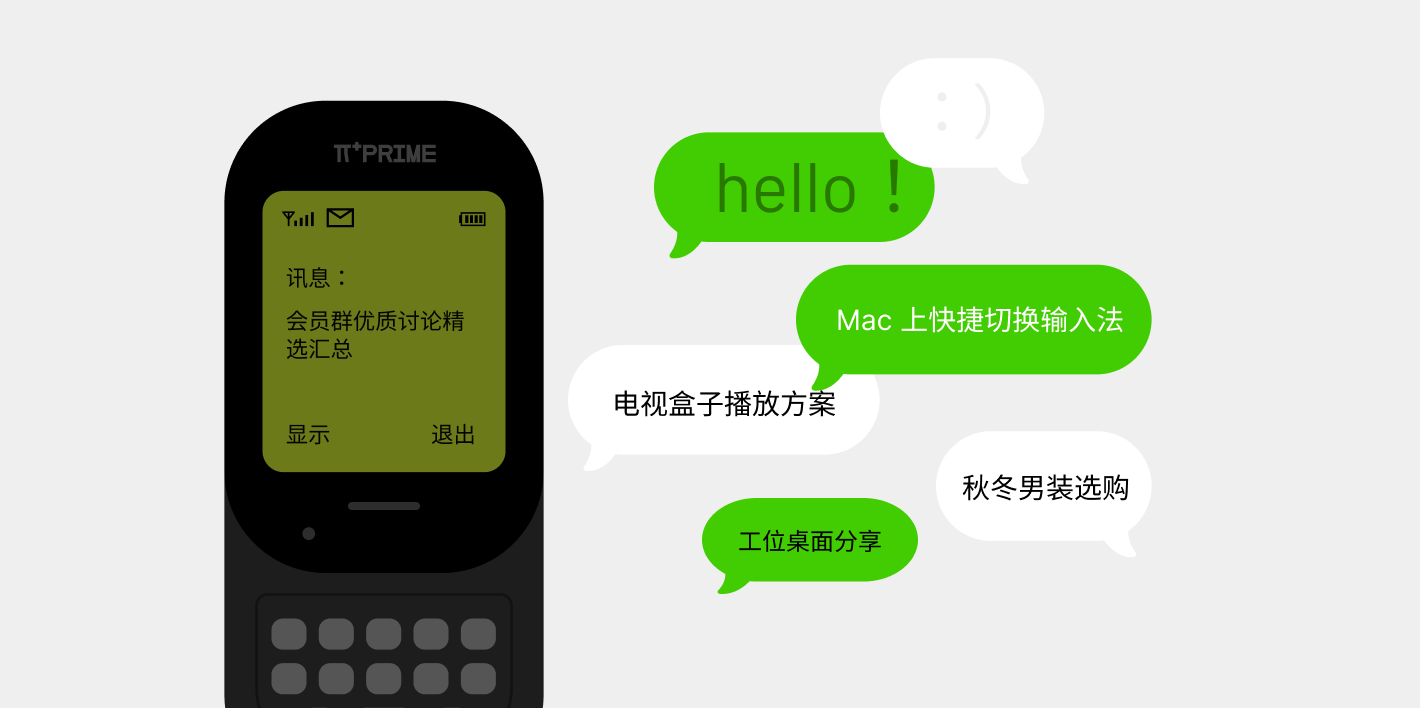 π+PRIME
讯息：
会员群优质讨论精
选汇总
显示
退出
:)
hello！
Mac 上快捷切换输入法
电视盒子播放方案
秋冬男装选购
工位桌面分享